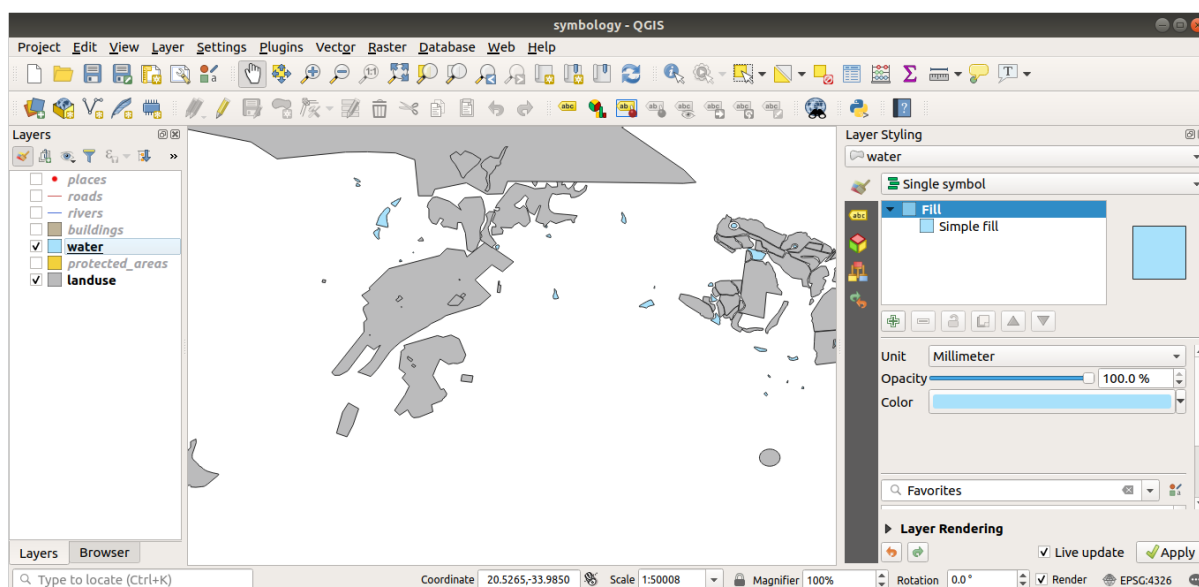 symbology - QGIS
Project Edit View Layer Settings Plugins Vector Raster Database Web Help
Layers
places
roads
rivers
buildings
water
protected_areas
landuse
Layers Browser
Layer Styling
water
Single symbol
Fill
Simple fill
Unit Millimeter
Opacity 100.0 %
Color
Favorites
Layer Rendering
Live update Apply
Type to locate (Ctrl+K) Coordinate 20.5265,-33.9850 Scale 1:50008 Magnifier 100% Rotation 0.0° Render EPSG:4326